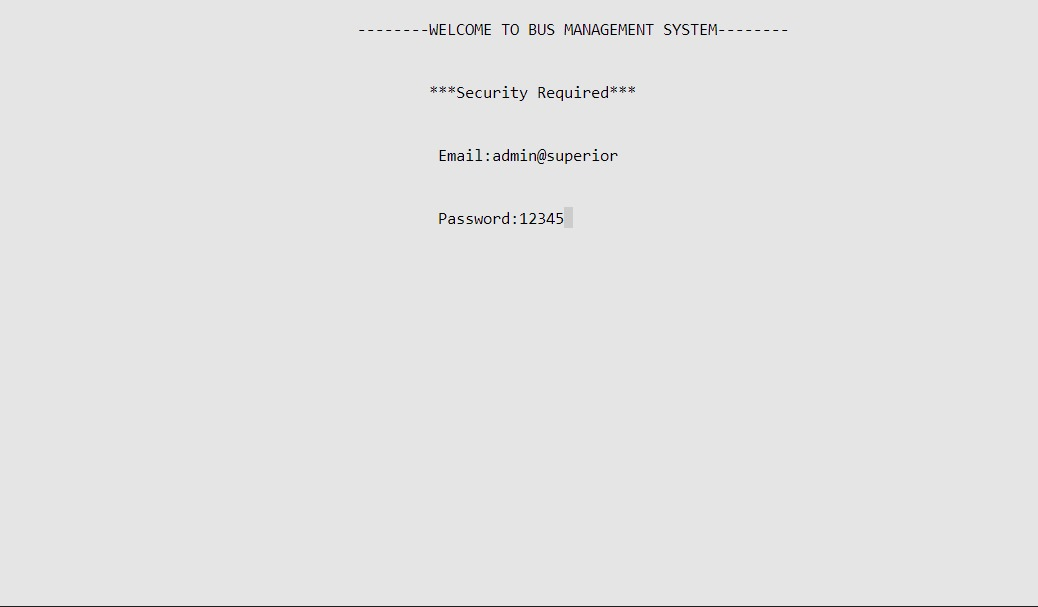 --------WELCOME TO BUS MANAGEMENT SYSTEM--------
***Security Required***
Email:admin@superior
Password:12345